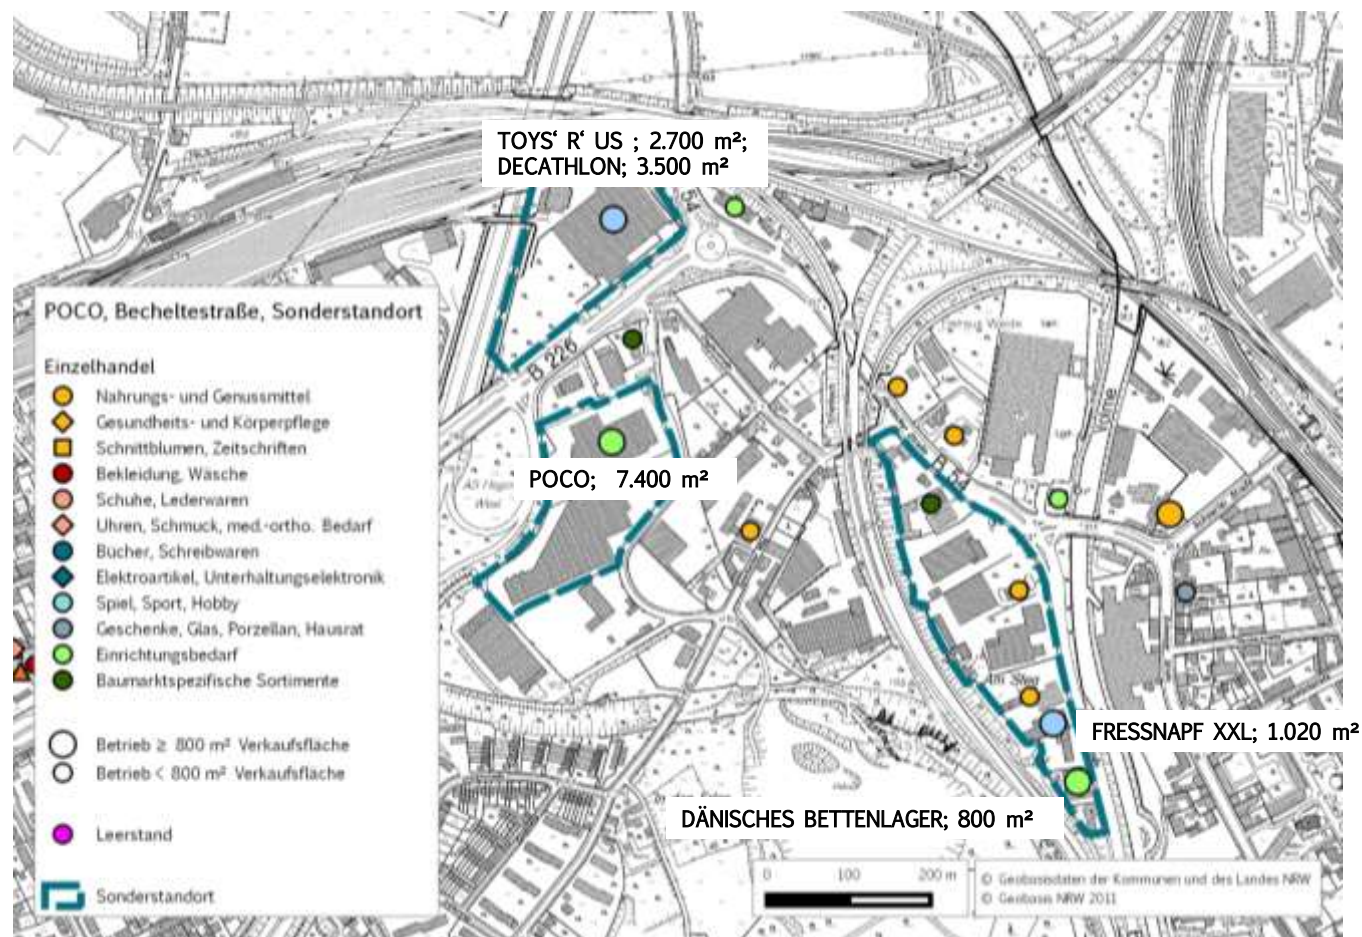 TOYS‘ R‘ US ; 2.700 m²;
DECATHLON; 3.500 m²
POCO, Becheltestraße, Sonderstandort
Einzelhandel
Nahrungs- und Genussmittel
Gesundheits- und Körperpflege
Schnittblumen, Zeitschriften
Bekleidung, Wäsche
Schuhe, Lederwaren
Uhren, Schmuck, med.-ortho. Bedarf
Bücher, Schreibwaren
Elektroartikel, Unterhaltungselektronik
Spiel, Sport, Hobby
Geschenke, Glas, Porzellan, Hausrat
Einrichtungsbedarf
Baumarktspezifische Sortimente
Betrieb ≥ 800 m² Verkaufsfläche
Betrieb < 800 m² Verkaufsfläche
Leerstand
Sonderstandort
B 226
POCO; 7.400 m²
B 54
Volme
FRESSNAPF XXL; 1.020 m²
DÄNISCHES BETTENLAGER; 800 m²
0 100 200 m
© Geobasisdaten der Kommunen und des Landes NRW
© Geobasis NRW 2011